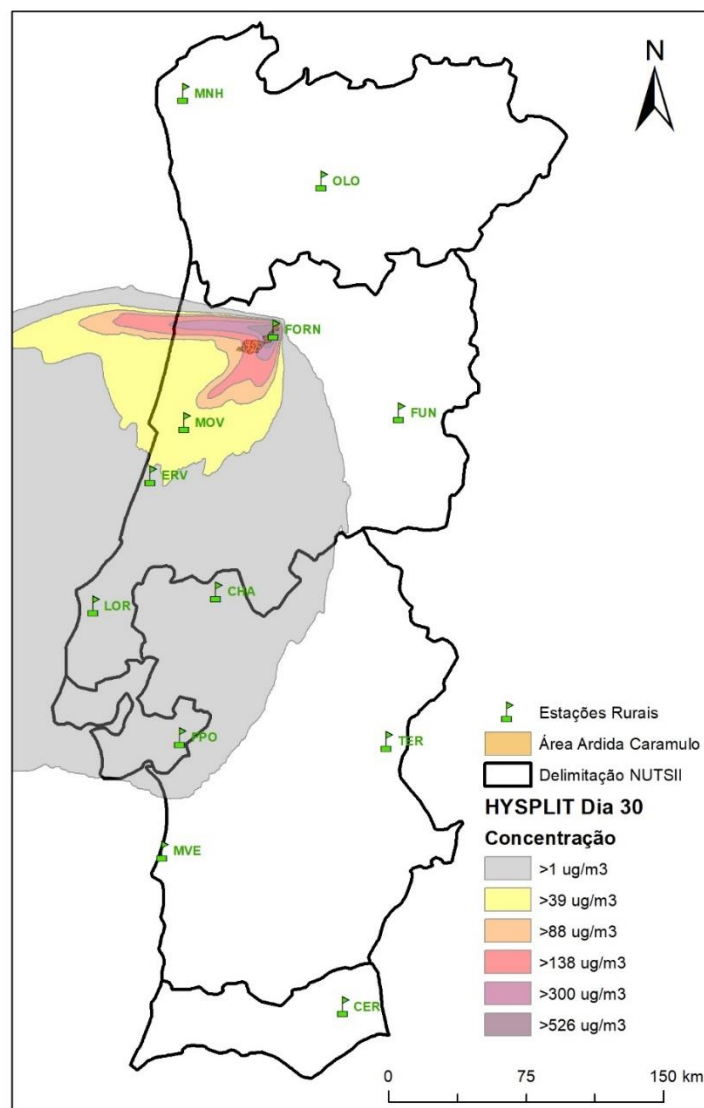 N
MNH
OLO
FORN
FUN
MOV
ERV
CHA
LOR
FPO
TER
MVE
CER
Estações Rurais
Área Ardida Caramulo
Delimitação NUTSII
HYSPLIT Dia 30
Concentração
>1 ug/m3
>39 ug/m3
>88 ug/m3
>138 ug/m3
>300 ug/m3
>526 ug/m3
0 75 150 km